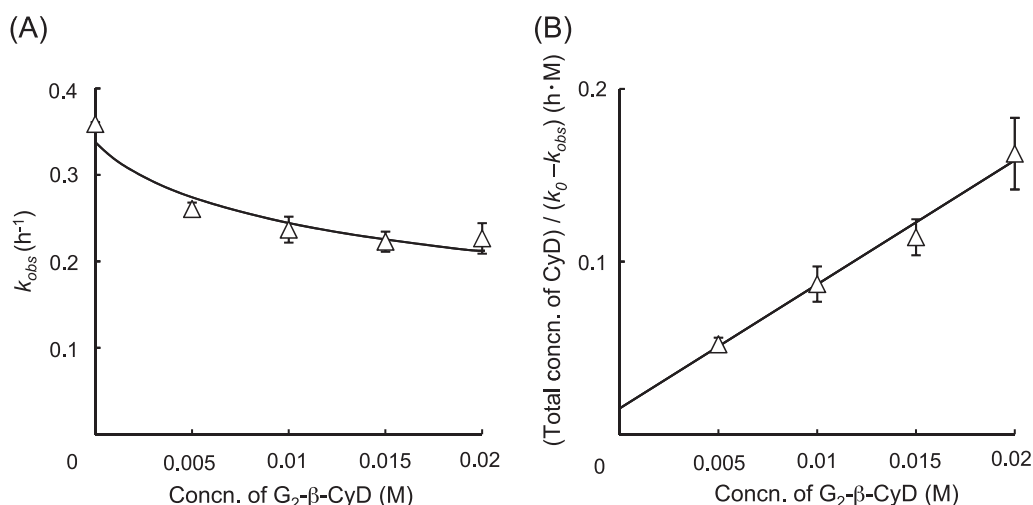 (A)
k_obs (h⁻¹)
0.4
0.3
0.2
0.1
0
0.005
0.01
0.015
0.02
Concn. of G₂-β-CyD (M)
(B)
(Total concn. of CyD) / (k₀–k_obs) (h·M)
0.2
0.1
0
0.005
0.01
0.015
0.02
Concn. of G₂-β-CyD (M)